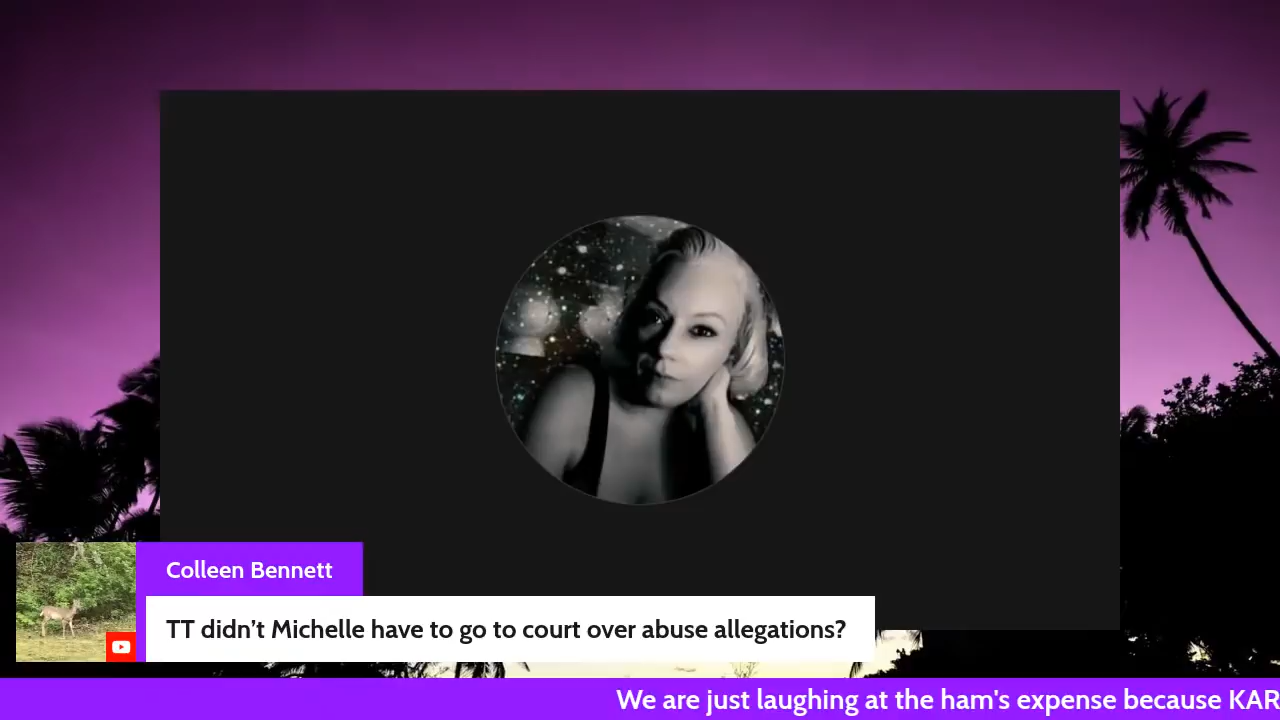 Colleen Bennett
TT didn’t Michelle have to go to court over abuse allegations?
We are just laughing at the ham's expense because KAR